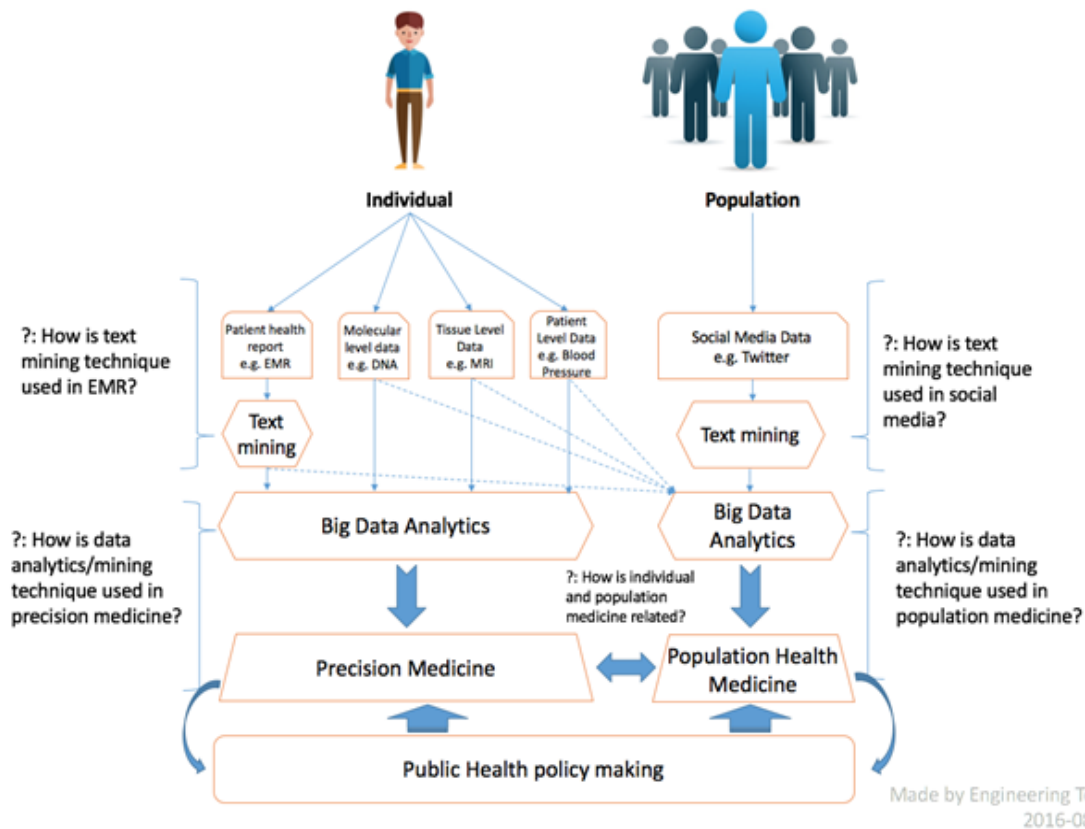 Individual
Population
?: How is text
mining technique
used in EMR?
Patient health
report
e.g. EMR
Molecular
level data
e.g. DNA
Tissue Level
Data
e.g. MRI
Patient
Level Data
e.g. Blood
Pressure
Social Media Data
e.g. Twitter
?: How is text
mining technique
used in social
media?
Text
mining
Text mining
?: How is data
analytics/mining
technique used in
precision medicine?
Big Data Analytics
Big Data
Analytics
?: How is data
analytics/mining
technique used in
population medicine?
?: How is individual
and population
medicine related?
Precision Medicine
Population Health
Medicine
Public Health policy making
Made by Engineering